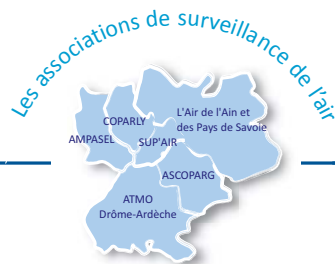 Les associations de surveillance de l'air
L'Air de l'Ain et
des Pays de Savoie
COPARLY
AMPASEL
SUP'AIR
ASCOPARG
ATMO
Drôme-Ardèche